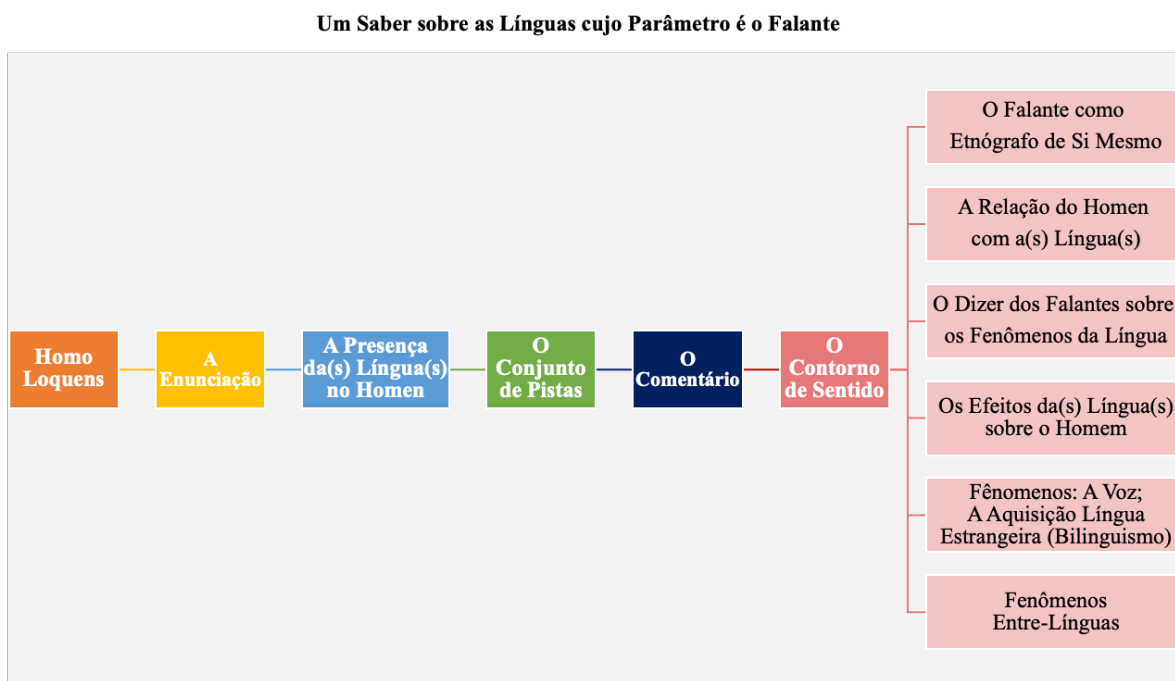 Um Saber sobre as Línguas cujo Parâmetro é o Falante
Homo
Loquens
A
Enunciação
A Presença
da(s) Língua(s)
no Homen
O
Conjunto
de Pistas
O
Comentário
O
Contorno
de Sentido
O Falante como
Etnógrafo de Si Mesmo
A Relação do Homen
com a(s) Língua(s)
O Dizer dos Falantes sobre
os Fenômenos da Língua
Os Efeitos da(s) Língua(s)
sobre o Homem
Fênomenos: A Voz;
A Aquisição Língua
Estrangeira (Bilinguismo)
Fenômenos
Entre-Línguas